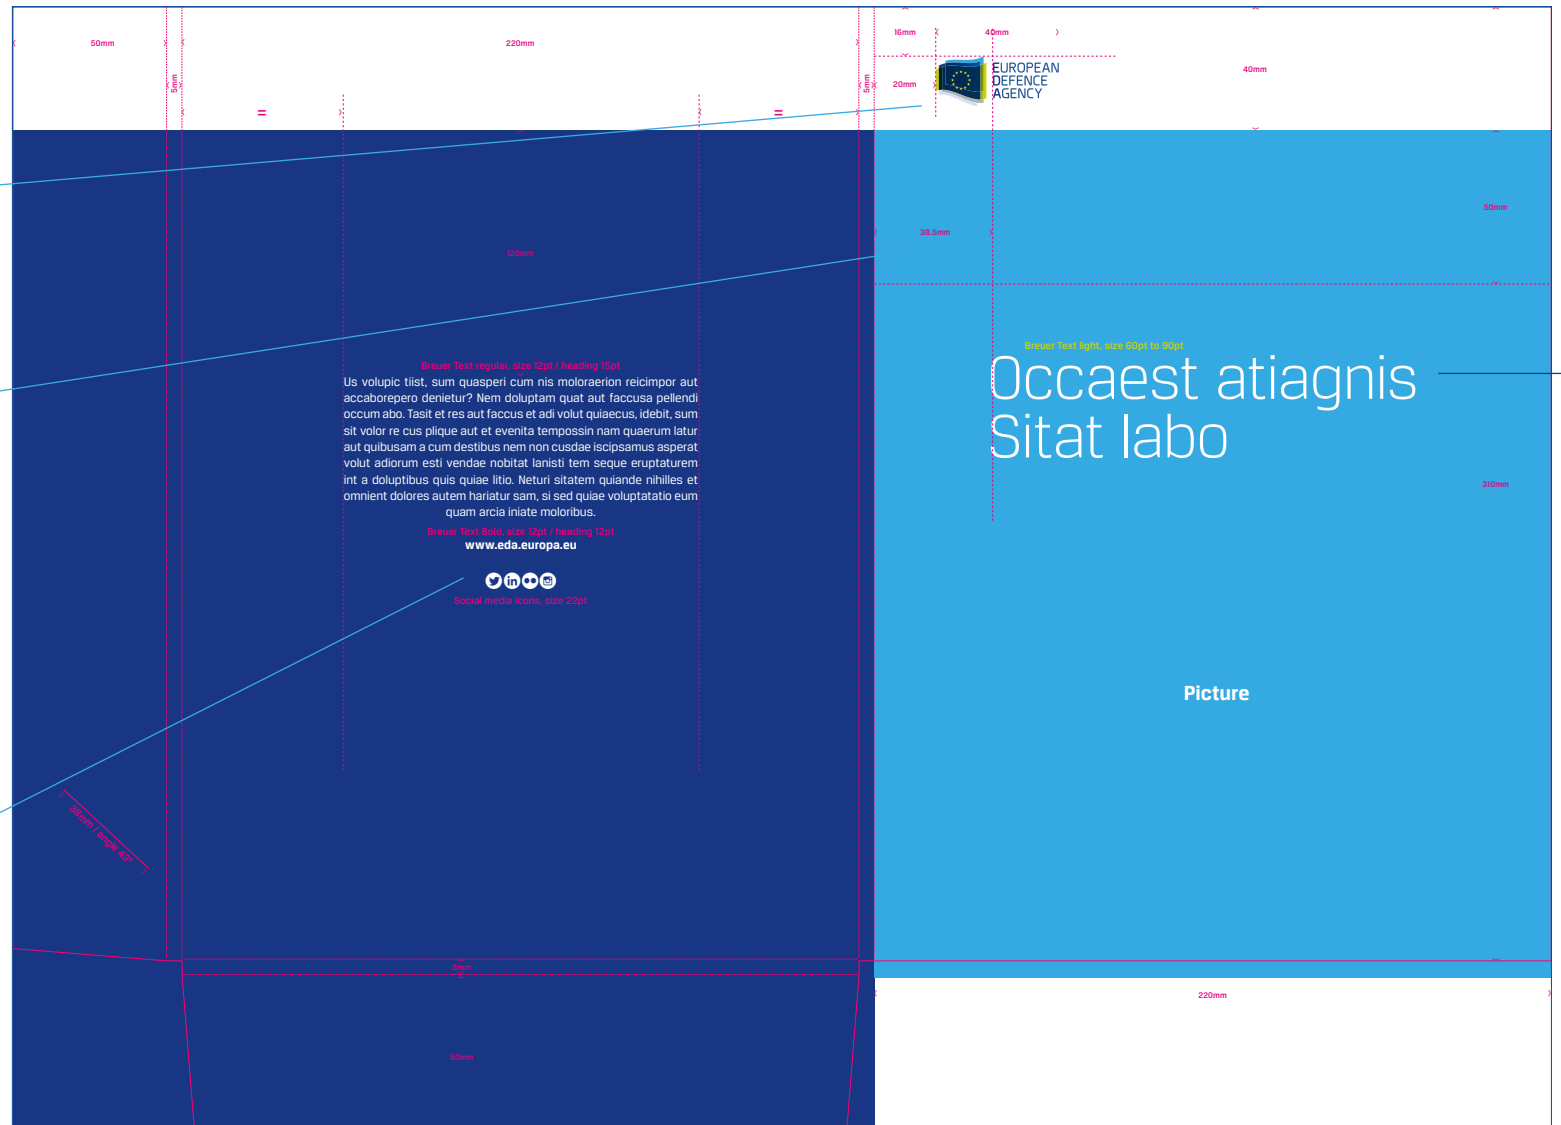 50mm
220mm
16mm
40mm
5mm
5mm
20mm
40mm
=
=
EUROPEAN
DEFENCE
AGENCY
50mm
38.5mm
120mm
Breuer Text regular, size 12pt / heading 15pt
Us volupic tiist, sum quasperi cum nis moloraerion reicimpor aut
accaborepero denietur? Nem doluptam quat aut faccusa pellendi
occum abo. Tasit et res aut faccus et adi volut quiaecus, idebit, sum
sit volor re cus plique aut et evenita tempossin nam quaerum latur
aut quibusam a cum destibus nem non cusdae iscipsamus asperat
volut adiorum esti vendae nobitat lanisti tem seque eruptaturem
int a doluptibus quis quiae litio. Neturi sitatem quiande nihilles et
omnient dolores autem hariatur sam, si sed quiae voluptatatio eum
quam arcia iniate moloribus.
Breuer Text Bold, size 12pt / heading 12pt
www.eda.europa.eu
Social media icons, size 22pt
Breuer Text light, size 60pt to 90pt
Occaest atiagnis
Sitat labo
310mm
Picture
38mm / angle 43°
5mm
220mm
50mm